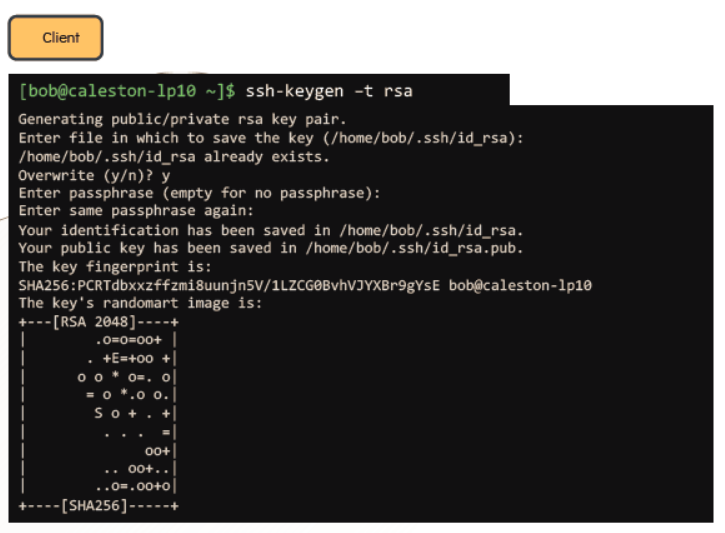 Client
[bob@caleston-lp10 ~]$ ssh-keygen –t rsa
Generating public/private rsa key pair.
Enter file in which to save the key (/home/bob/.ssh/id_rsa):
/home/bob/.ssh/id_rsa already exists.
Overwrite (y/n)? y
Enter passphrase (empty for no passphrase):
Enter same passphrase again:
Your identification has been saved in /home/bob/.ssh/id_rsa.
Your public key has been saved in /home/bob/.ssh/id_rsa.pub.
The key fingerprint is:
SHA256:PCRTdbxxzffzmi8uunjn5V/1LZCG0BvhVJYXBr9gYsE bob@caleston-lp10
The key's randomart image is:
+---[RSA 2048]----+
|        .o=o=oo+ |
|       . +E=+oo +|
|      o o * o=. o|
|       = o *.o o.|
|        S o + . +|
|         . . .  =|
|              oo+|
|         .. oo+..|
|        ..o=.oo+o|
+----[SHA256]-----+